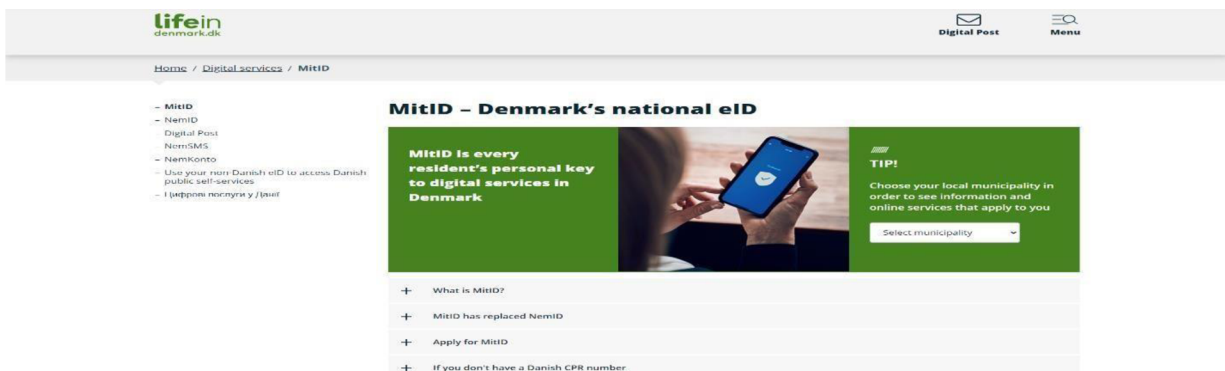 lifein
denmark.dk
Digital Post
Menu
Home / Digital services / MitID
– MitID
– NemID
Digital Post
NemSMS
– NemKonto
– Use your non-Danish eID to access Danish
public self-services
– Цифрові послуги у Данії
MitID – Denmark's national eID
MitID is every
resident's personal key
to digital services in
Denmark
TIP!
Choose your local municipality in
order to see information and
online services that apply to you
Select municipality
+ What is MitID?
+ MitID has replaced NemID
+ Apply for MitID
+ If you don't have a Danish CPR number